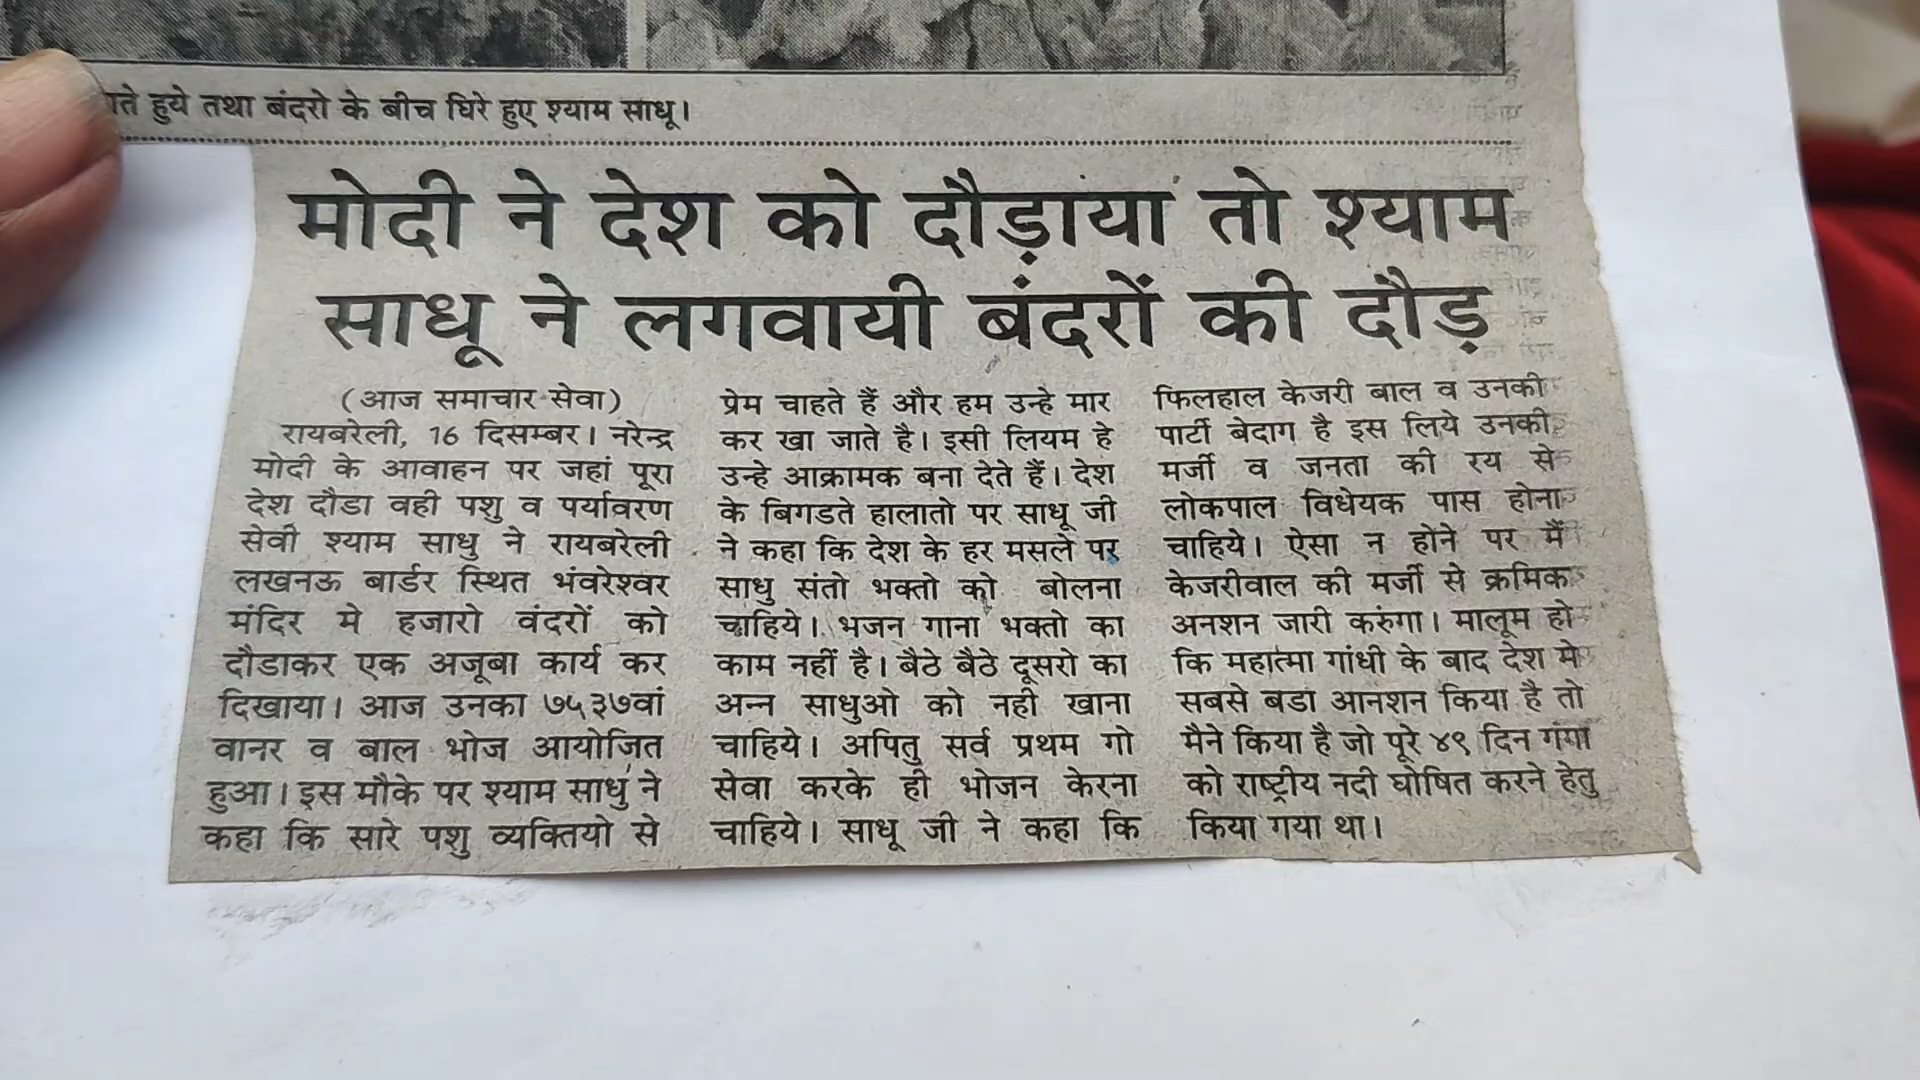 हुये तथा बंदरो के बीच घिरे हुए श्याम साधू।
मोदी ने देश को दौड़ाया तो श्याम
साधू ने लगवायी बंदरों की दौड़
(आज समाचार सेवा)
रायबरेली, 16 दिसम्बर। नरेन्द्र
मोदी के आवाहन पर जहां पूरा
देश दौडा वही पशु व पर्यावरण
सेवी श्याम साधु ने रायबरेली
लखनऊ बार्डर स्थित भंवरेश्वर
मंदिर मे हजारो वंदरों को
दौडाकर एक अजूबा कार्य कर
दिखाया। आज उनका ७५३७वां
वानर व बाल भोज आयोजित
हुआ। इस मौके पर श्याम साधु ने
कहा कि सारे पशु व्यक्तियो से
प्रेम चाहते हैं और हम उन्हे मार
कर खा जाते है। इसी लियम हे
उन्हे आक्रामक बना देते हैं। देश
के बिगडते हालातो पर साधू जी
ने कहा कि देश के हर मसले पर
साधु संतो भक्तो को बोलना
चाहिये। भजन गाना भक्तो का
काम नहीं है। बैठे बैठे दूसरो का
अन्न साधुओ को नही खाना
चाहिये। अपितु सर्व प्रथम गो
सेवा करके ही भोजन केरना
चाहिये। साधू जी ने कहा कि
फिलहाल केजरी बाल व उनकी
पार्टी बेदाग है इस लिये उनकी
मर्जी व जनता की रय से
लोकपाल विधेयक पास होना
चाहिये। ऐसा न होने पर मैं
केजरीवाल की मर्जी से क्रमिक
अनशन जारी करुंगा। मालूम हो
कि महात्मा गांधी के बाद देश मे
सबसे बडा आनशन किया है तो
मैने किया है जो पूरे ४९ दिन गंगा
को राष्ट्रीय नदी घोषित करने हेतु
किया गया था।